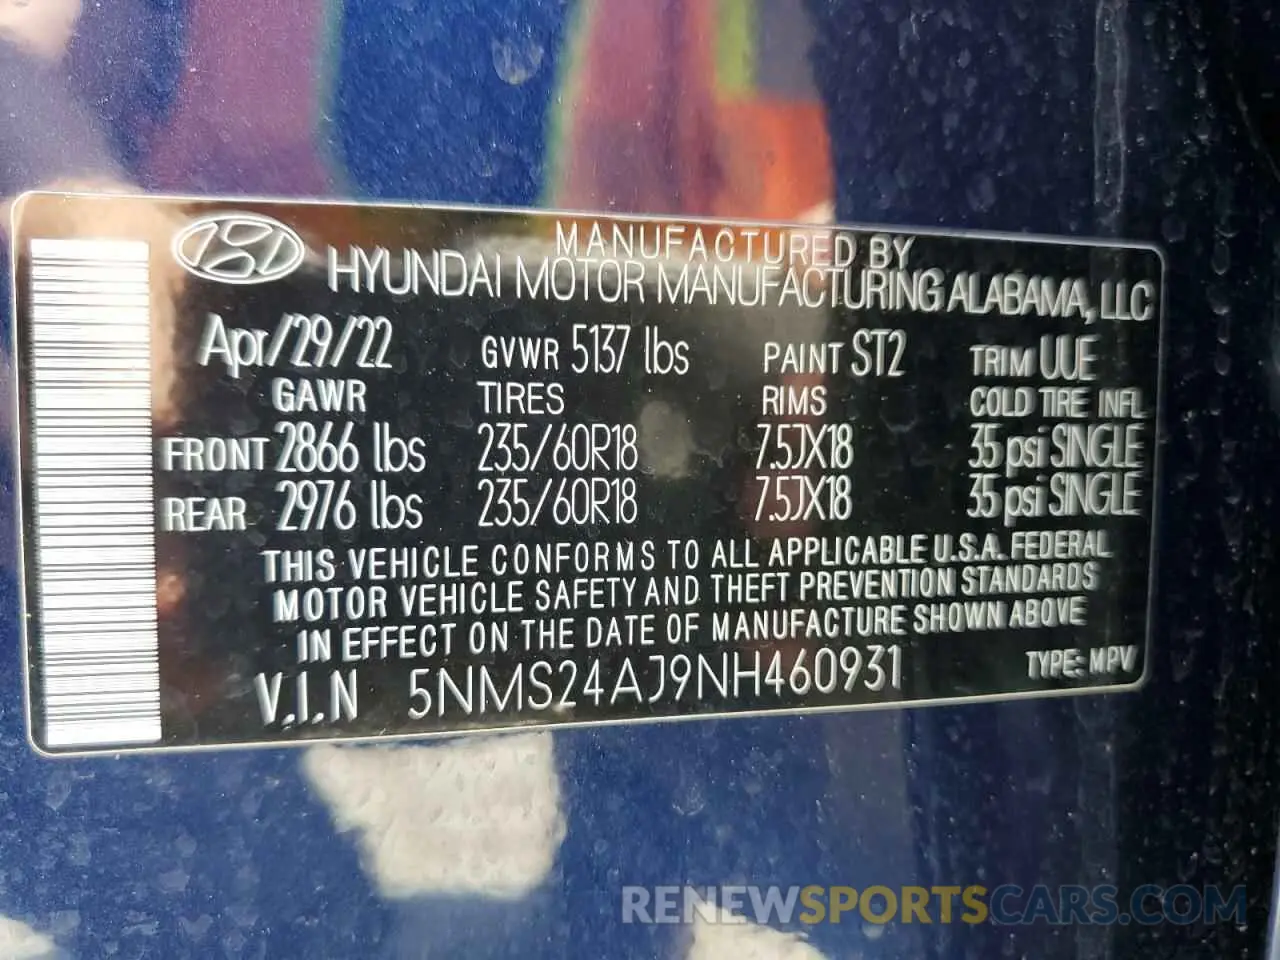 MANUFACTURED BY
HYUNDAI MOTOR MANUFACTURING ALABAMA, LLC
Apr/29/22 GVWR 5137 lbs PAINT ST2 TRIM UUE
GAWR TIRES RIMS COLD TIRE INFL
FRONT 2866 lbs 235/60R18 7.5JX18 35 psi SINGLE
REAR 2976 lbs 235/60R18 7.5JX18 35 psi SINGLE
THIS VEHICLE CONFORMS TO ALL APPLICABLE U.S.A. FEDERAL
MOTOR VEHICLE SAFETY AND THEFT PREVENTION STANDARDS
IN EFFECT ON THE DATE OF MANUFACTURE SHOWN ABOVE
V.I.N 5NMS24AJ9NH460931 TYPE: MPV
RENEWSPORTSCARS.COM